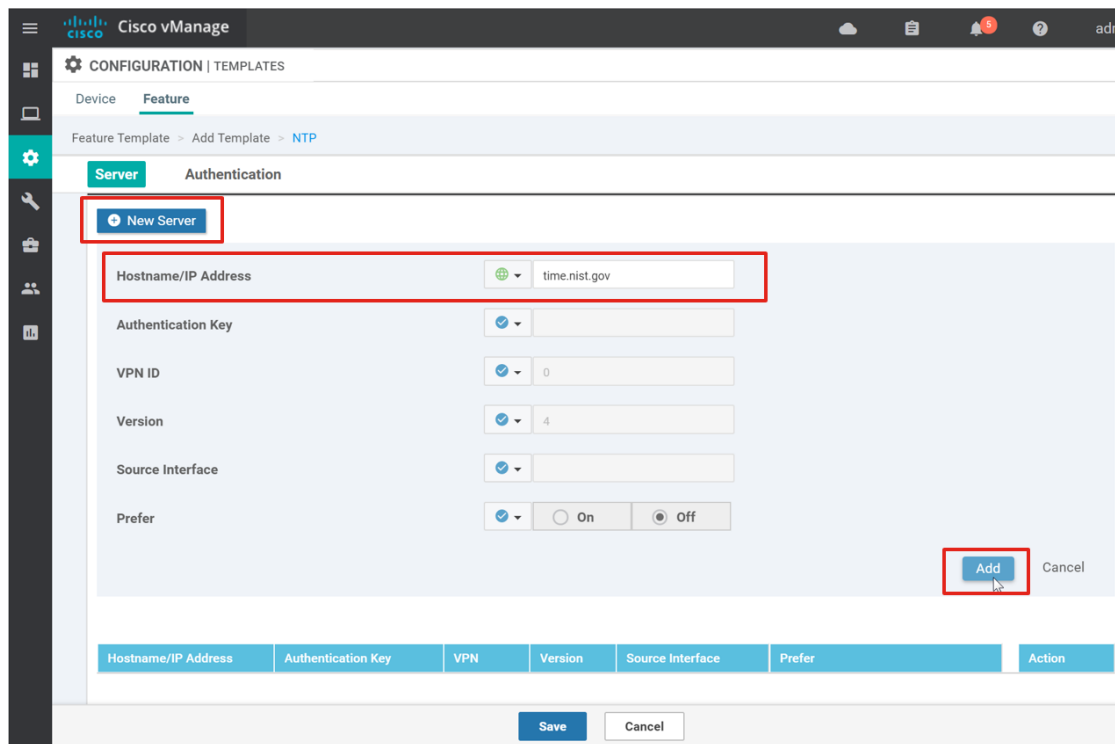 cisco Cisco vManage 5 adn
CONFIGURATION | TEMPLATES
Device Feature
Feature Template > Add Template > NTP
Server Authentication
New Server
Hostname/IP Address time.nist.gov
Authentication Key
VPN ID 0
Version 4
Source Interface
Prefer On Off
Add Cancel
Hostname/IP Address Authentication Key VPN Version Source Interface Prefer Action
Save Cancel